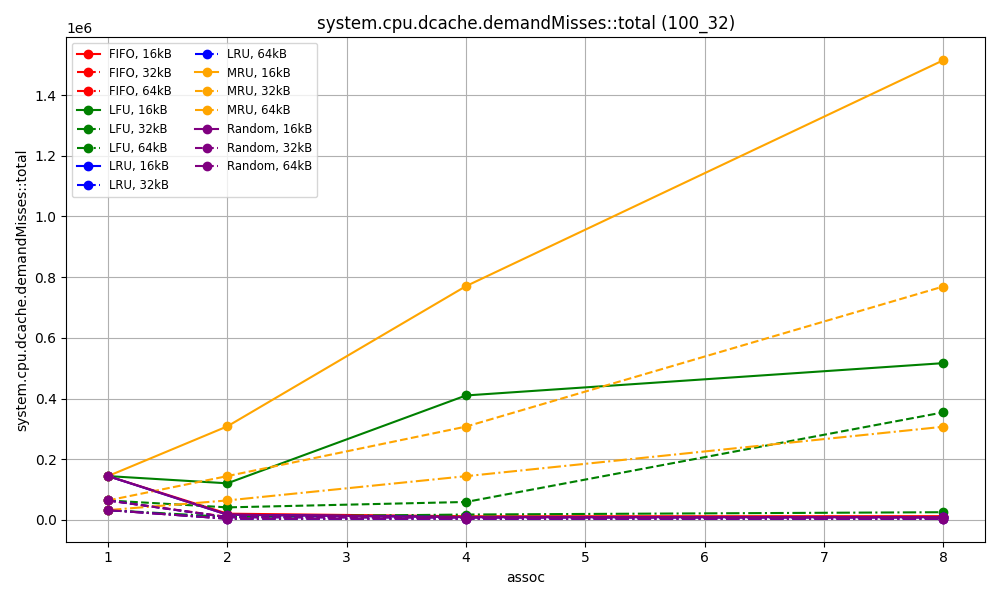 system.cpu.dcache.demandMisses::total (100_32)
1e6
FIFO, 16kB
FIFO, 32kB
FIFO, 64kB
LFU, 16kB
LFU, 32kB
LFU, 64kB
LRU, 16kB
LRU, 32kB
LRU, 64kB
MRU, 16kB
MRU, 32kB
MRU, 64kB
Random, 16kB
Random, 32kB
Random, 64kB
system.cpu.dcache.demandMisses::total
1.4
1.2
1.0
0.8
0.6
0.4
0.2
0.0
1 2 3 4 5 6 7 8
assoc